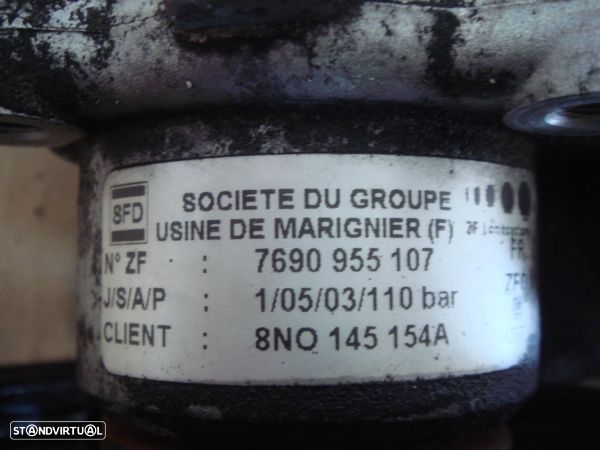 SFD
SOCIETE DU GROUPE
USINE DE MARIGNIER (F)
N° ZF : 7690 955 107
J/S/A/P : 1/05/03/110 bar
CLIENT : 8NO 145 154A
FR
STANDVIRTUAL